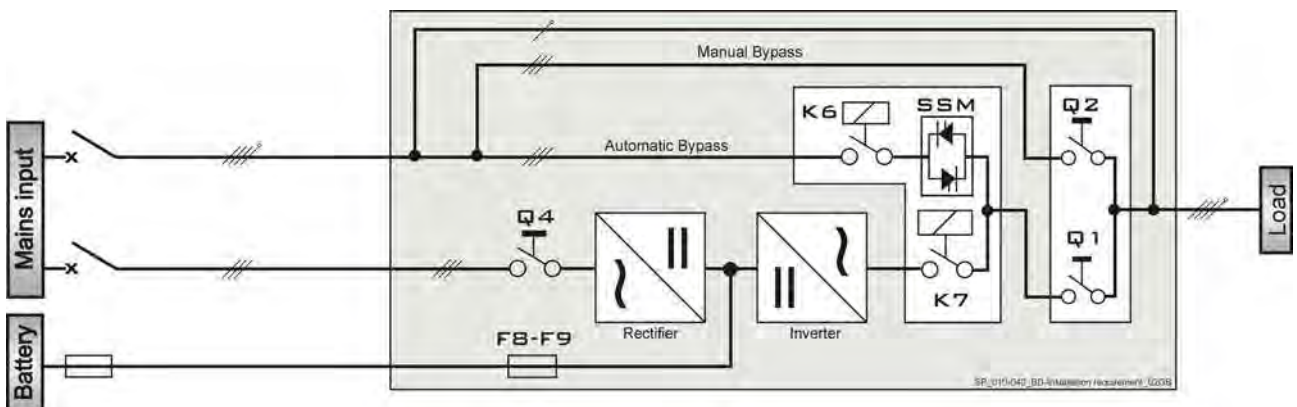 Manual Bypass
K6
SSM
Q2
Automatic Bypass
Mains input
Load
Q4
Q1
K7
Rectifier
Inverter
F8-F9
Battery